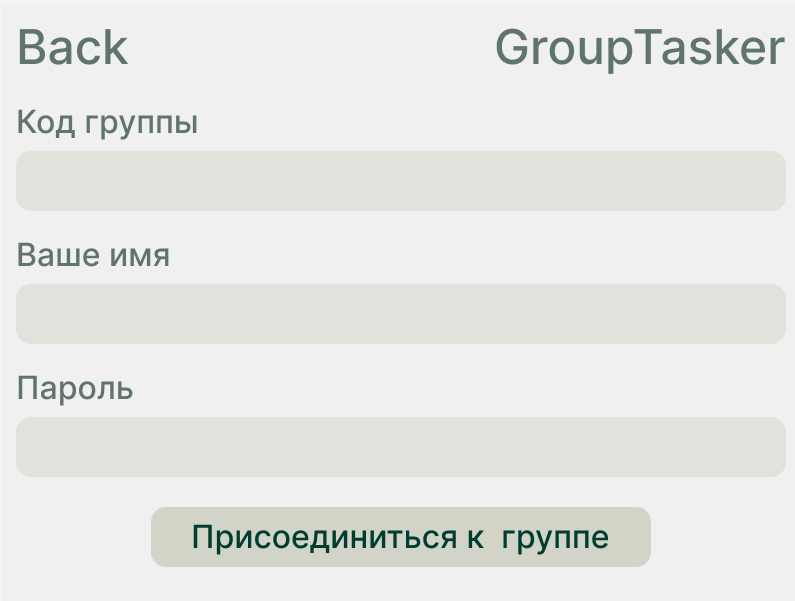 Back GroupTasker
Код группы
Ваше имя
Пароль
Присоединиться к  группе